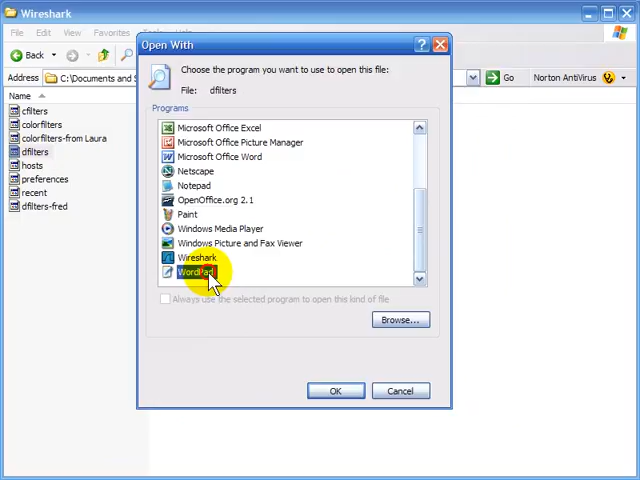 Wireshark
File Edit View Favorites
Back
Address C:\Documents and S Go Norton AntiVirus
Name
cfilters
colorfilters
colorfilters-from Laura
dfilters
hosts
preferences
recent
dfilters-fred
Open With
Choose the program you want to use to open this file:
File: dfilters
Programs
Microsoft Office Excel
Microsoft Office Picture Manager
Microsoft Office Word
Netscape
Notepad
OpenOffice.org 2.1
Paint
Windows Media Player
Windows Picture and Fax Viewer
Wireshark
WordPad
Always use the selected program to open this kind of file
Browse...
OK Cancel